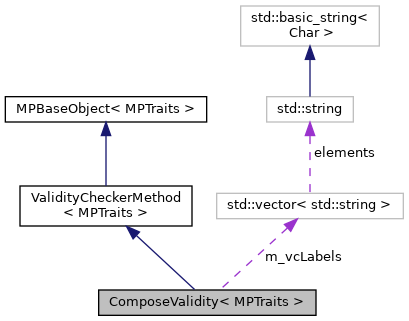 std::basic_string<
Char >
MPBaseObject< MPTraits >
std::string
elements
ValidityCheckerMethod
< MPTraits >
std::vector< std::string >
m_vcLabels
ComposeValidity< MPTraits >